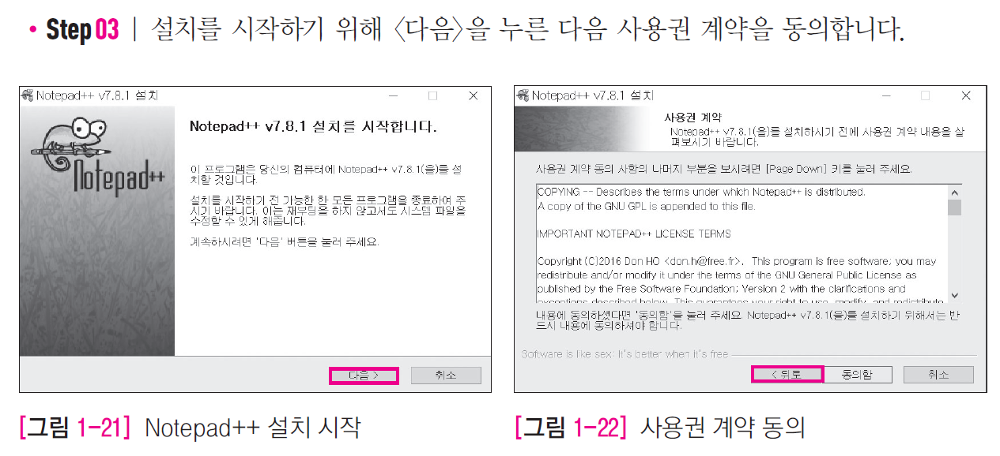 • Step 03 | 설치를 시작하기 위해 <다음>을 누른 다음 사용권 계약을 동의합니다.
Notepad++ v7.8.1 설치
Notepad++
Notepad++ v7.8.1 설치를 시작합니다.
이 프로그램은 당신의 컴퓨터에 Notepad++ v7.8.1(을)를 설
치할 것입니다.
설치를 시작하기 전 가능한 한 모든 프로그램을 종료하여 주
시기 바랍니다. 이는 재부팅을 하지 않고서도 시스템 파일을
수정할 수 있게 해줍니다.
계속하시려면 '다음' 버튼을 눌러 주세요.
다음 >
취소
[그림 1-21] Notepad++ 설치 시작
Notepad++ v7.8.1 설치
사용권 계약
Notepad++ v7.8.1(을)를 설치하시기 전에 사용권 계약 내용을 살
펴보시기 바랍니다.
사용권 계약 동의 사항의 나머지 부분을 보시려면 [Page Down] 키를 눌러 주세요.
COPYING -- Describes the terms under which Notepad++ is distributed.
A copy of the GNU GPL is appended to this file.
IMPORTANT NOTEPAD++ LICENSE TERMS
Copyright (C)2016 Don HO <don.h@free.fr>. This program is free software; you may
redistribute and/or modify it under the terms of the GNU General Public License as
published by the Free Software Foundation; Version 2 with the clarifications and
exceptions described below. This guarantees your right to use, modify, and redistribute
내용에 동의하셨다면 '동의함'을 눌러 주세요. Notepad++ v7.8.1(을)를 설치하기 위해서는 반
드시 내용에 동의하셔야 합니다.
Software is like sex: It's better when it's free
< 뒤로
동의함
취소
[그림 1-22] 사용권 계약 동의